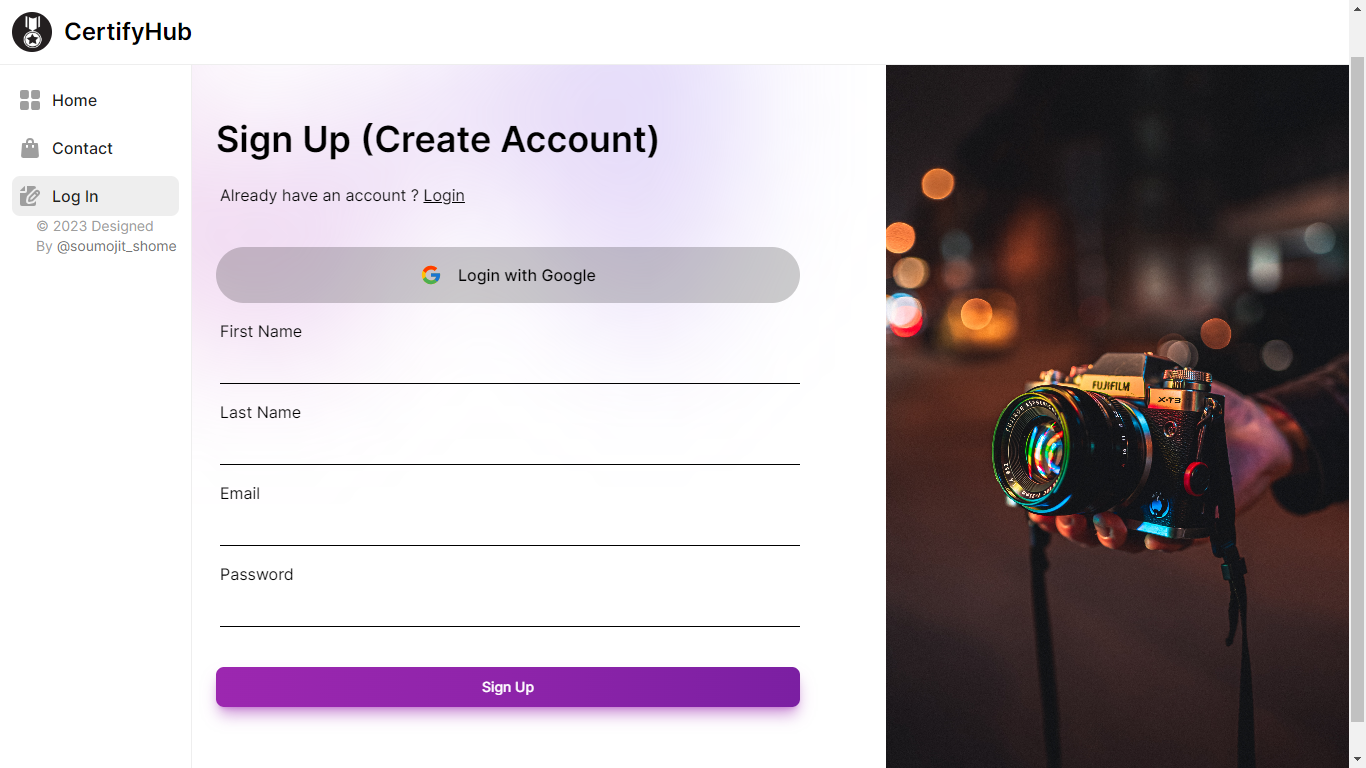 CertifyHub
Home
Contact
Log In
© 2023 Designed
By @soumojit_shome
Sign Up (Create Account)
Already have an account ? Login
Login with Google
First Name
Last Name
Email
Password
Sign Up
FUJIFILM
X-T3